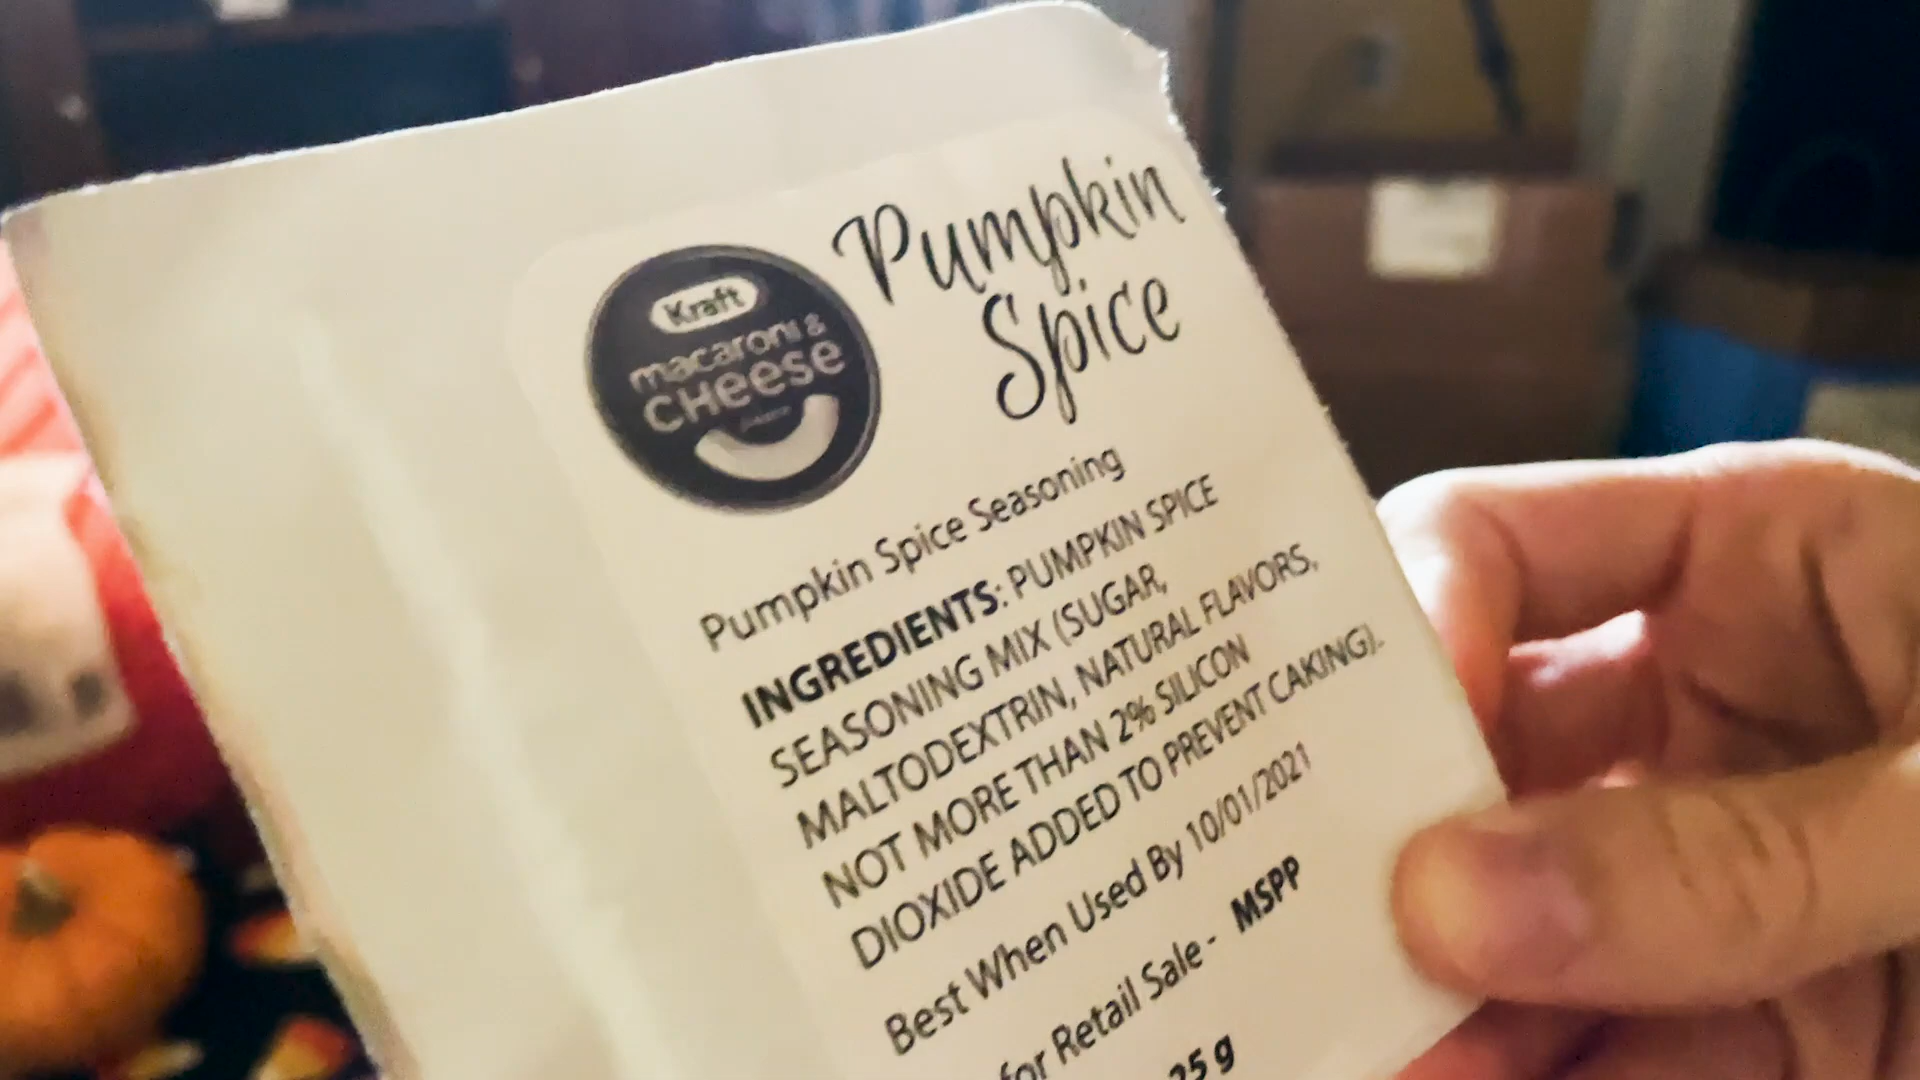 Kraft
macaroni &
CHeese
Pumpkin
Spice
Pumpkin Spice Seasoning
INGREDIENTS: PUMPKIN SPICE
SEASONING MIX (SUGAR,
MALTODEXTRIN, NATURAL FLAVORS,
NOT MORE THAN 2% SILICON
DIOXIDE ADDED TO PREVENT CAKING).
Best When Used By 10/01/2021
for Retail Sale - MSPP
25 g